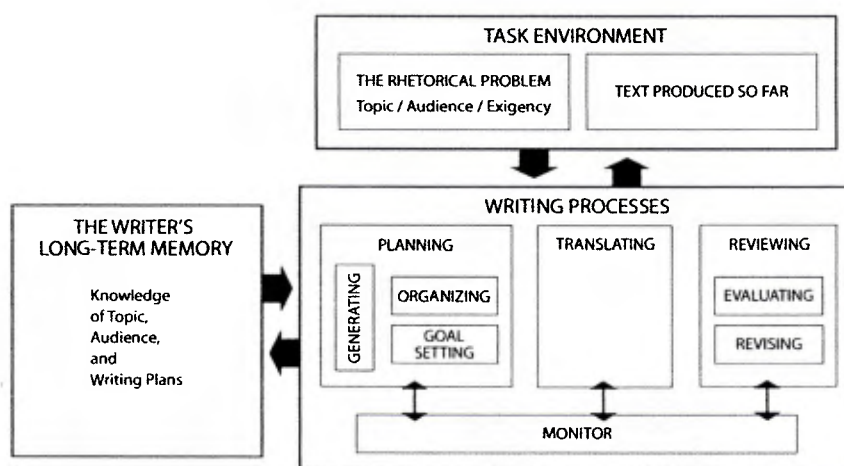 TASK ENVIRONMENT
THE RHETORICAL PROBLEM
Topic / Audience / Exigency
TEXT PRODUCED SO FAR
THE WRITER'S
LONG-TERM MEMORY
Knowledge
of Topic,
Audience,
and
Writing Plans
WRITING PROCESSES
PLANNING
GENERATING
ORGANIZING
GOAL
SETTING
TRANSLATING
REVIEWING
EVALUATING
REVISING
MONITOR